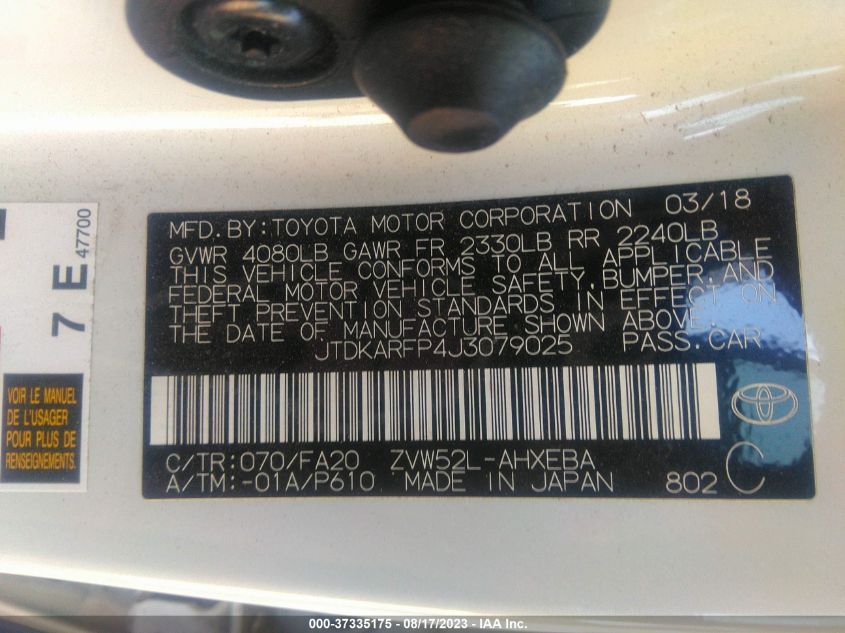 MFD. BY: TOYOTA MOTOR CORPORATION 03/18
GVWR 4080LB GAWR FR 2330LB RR 2240LB
THIS VEHICLE CONFORMS TO ALL APPLICABLE
FEDERAL MOTOR VEHICLE SAFETY, BUMPER, AND
THEFT PREVENTION STANDARDS IN EFFECT ON
THE DATE OF MANUFACTURE SHOWN ABOVE.
JTDKARFP4J3079025 PASS. CAR
C/TR: 070/FA20 ZVW52L-AHXEBA
A/TM: -01A/P610 MADE IN JAPAN 802 C
7 E 47700
VOIR LE MANUEL
DE L'USAGER
POUR PLUS DE
RENSEIGNEMENTS.
000-37335175 - 08/17/2023 - IAA Inc.